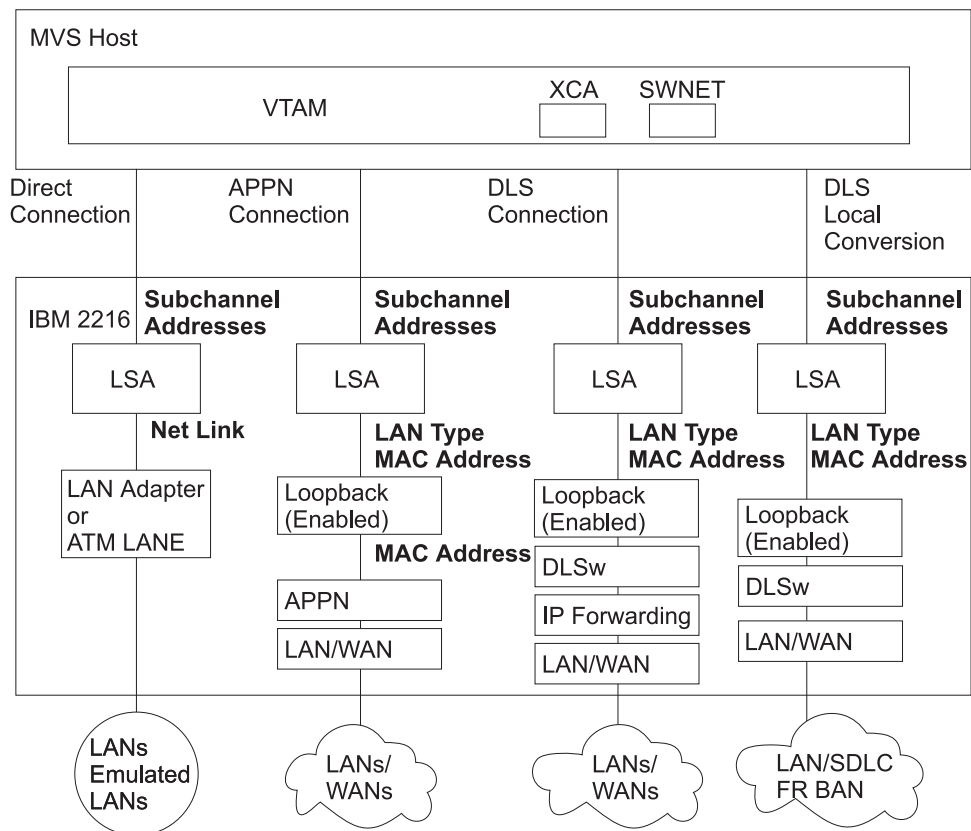 MVS Host
XCA
SWNET
VTAM
Direct
Connection
APPN
Connection
DLS
Connection
DLS
Local
Conversion
IBM 2216
Subchannel
Addresses
Subchannel
Addresses
Subchannel
Addresses
Subchannel
Addresses
LSA
LSA
LSA
LSA
Net Link
LAN Type
MAC Address
LAN Type
MAC Address
LAN Type
MAC Address
LAN Adapter
or
ATM LANE
Loopback
(Enabled)
MAC Address
APPN
LAN/WAN
Loopback
(Enabled)
DLSw
IP Forwarding
LAN/WAN
Loopback
(Enabled)
DLSw
LAN/WAN
LANs
Emulated
LANs
LANs/
WANs
LANs/
WANs
LAN/SDLC
FR BAN